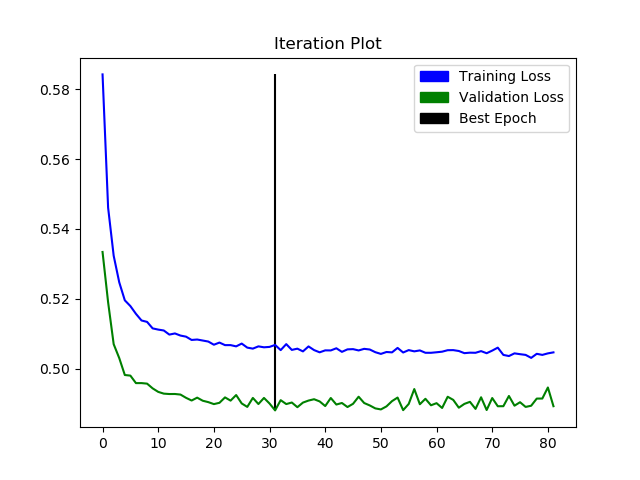 Iteration Plot
Training Loss
Validation Loss
Best Epoch
0.58
0.56
0.54
0.52
0.50
0 10 20 30 40 50 60 70 80